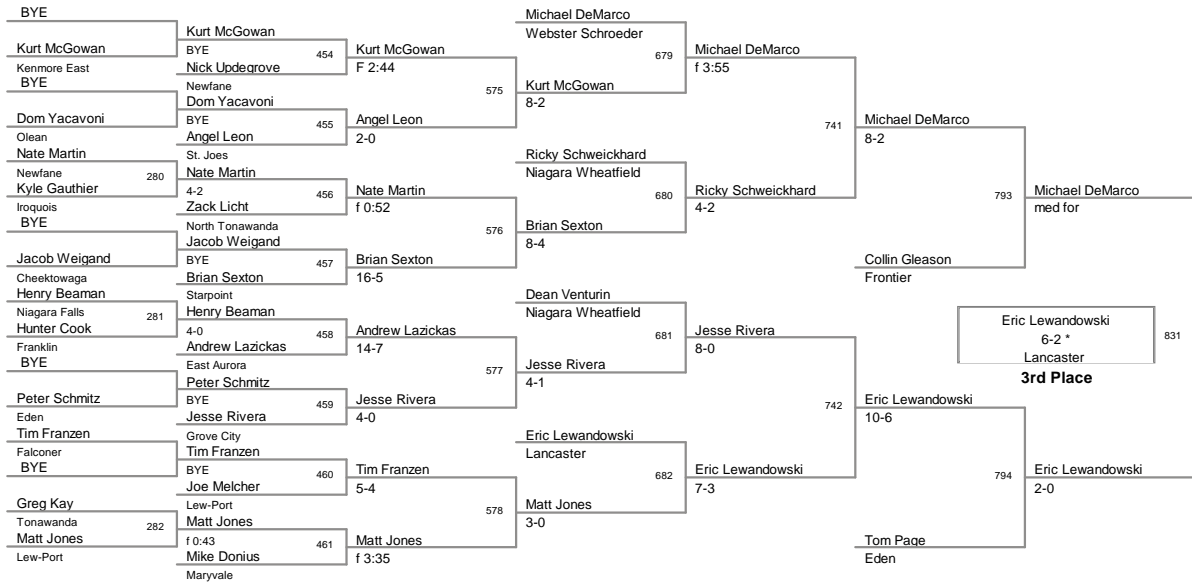 BYE
Kurt McGowan
Kenmore East
BYE
Dom Yacavoni
Olean
Nate Martin
Newfane
280
Kyle Gauthier
Iroquois
BYE
Jacob Weigand
Cheektowaga
Henry Beaman
Niagara Falls
281
Hunter Cook
Franklin
BYE
Peter Schmitz
Eden
Tim Franzen
Falconer
BYE
Greg Kay
Tonawanda
282
Matt Jones
Lew-Port
Kurt McGowan
BYE
454
Nick Updegrove
Newfane
Dom Yacavoni
BYE
455
Angel Leon
St. Joes
Nate Martin
4-2
456
Zack Licht
North Tonawanda
Jacob Weigand
BYE
457
Brian Sexton
Starpoint
Henry Beaman
4-0
458
Andrew Lazickas
East Aurora
Peter Schmitz
BYE
459
Jesse Rivera
Grove City
Tim Franzen
BYE
460
Joe Melcher
Lew-Port
Matt Jones
f 0:43
461
Mike Donius
Maryvale
Kurt McGowan
F 2:44
575
Angel Leon
2-0
Nate Martin
f 0:52
576
Brian Sexton
16-5
Andrew Lazickas
14-7
577
Jesse Rivera
4-0
Tim Franzen
5-4
578
Matt Jones
f 3:35
Michael DeMarco
Webster Schroeder
679
Kurt McGowan
8-2
Ricky Schweickhard
Niagara Wheatfield
680
Brian Sexton
8-4
Dean Venturin
Niagara Wheatfield
681
Jesse Rivera
4-1
Eric Lewandowski
Lancaster
682
Matt Jones
3-0
Michael DeMarco
f 3:55
741
Ricky Schweickhard
4-2
Jesse Rivera
8-0
742
Eric Lewandowski
7-3
Michael DeMarco
8-2
793
Collin Gleason
Frontier
Eric Lewandowski
10-6
794
Tom Page
Eden
Michael DeMarco
med for
Eric Lewandowski
6-2 *
831
Lancaster
3rd Place
Eric Lewandowski
2-0